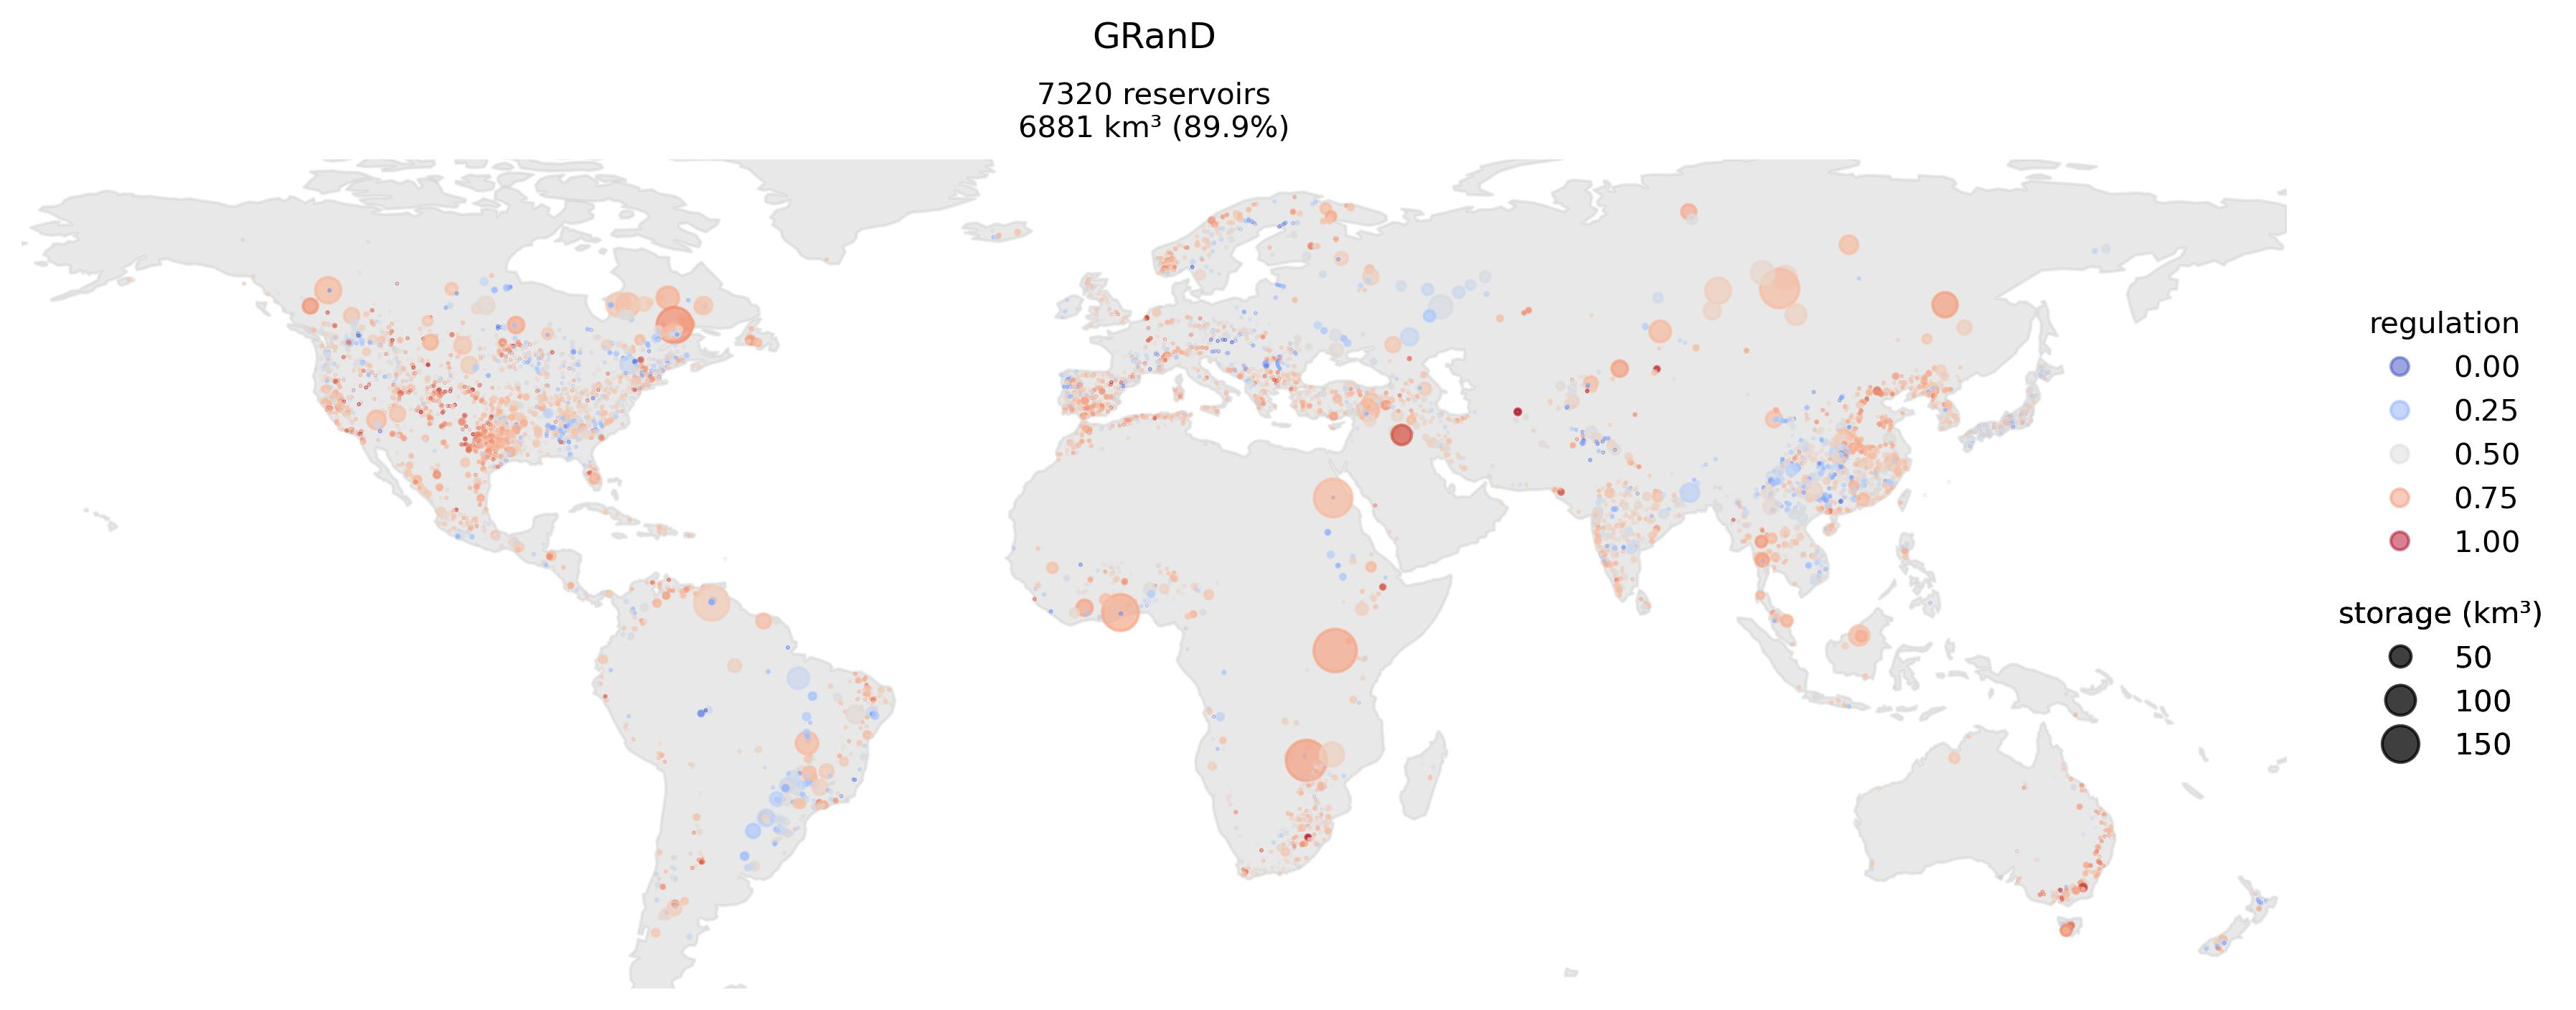 GRanD
7320 reservoirs
6881 km³ (89.9%)
regulation
0.00
0.25
0.50
0.75
1.00
storage (km³)
50
100
150